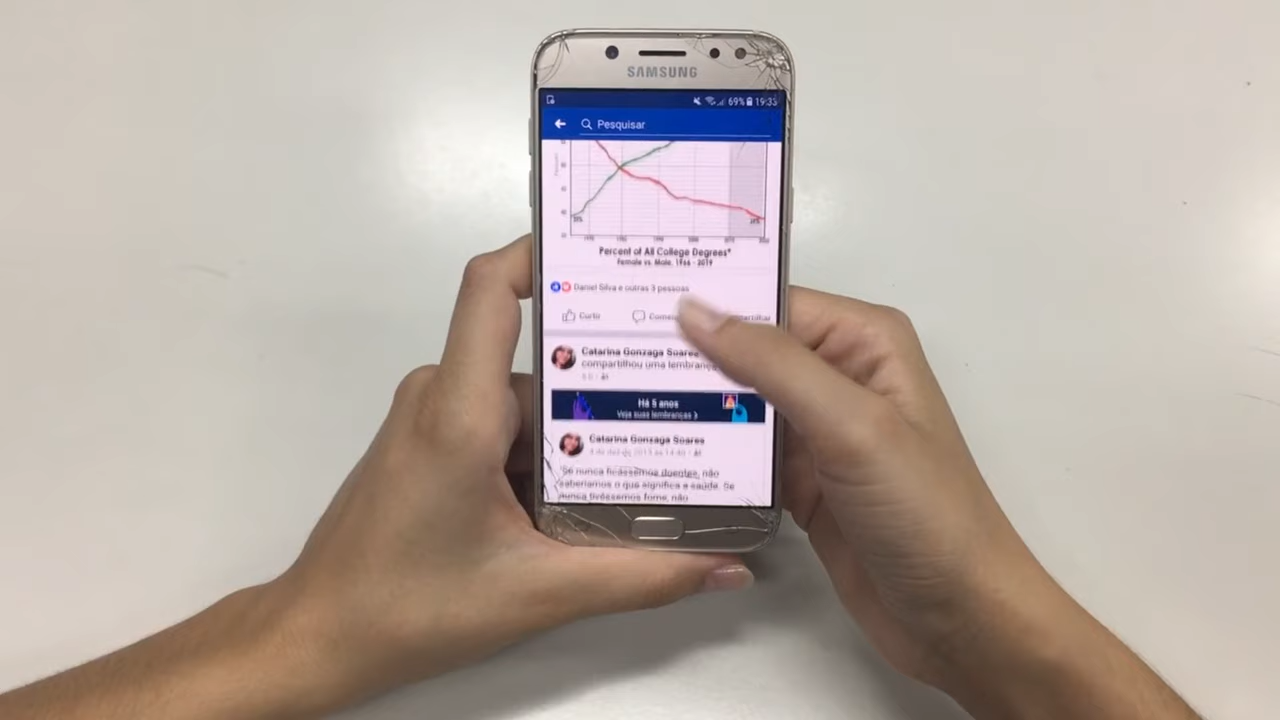 SAMSUNG
69% 19:33
Pesquisar
Percent of All College Degrees*
Female vs. Male, 1966 - 2019
Daniel Silva e outras 3 pessoas
Curtir
Catarina Gonzaga Soares
compartilhou uma lembrança
Há 5 anos
Veja suas lembranças >
Catarina Gonzaga Soares
"Se nunca ficássemos doentes, não
saberíamos o que significa a saúde. Se
nunca tivéssemos fome, não